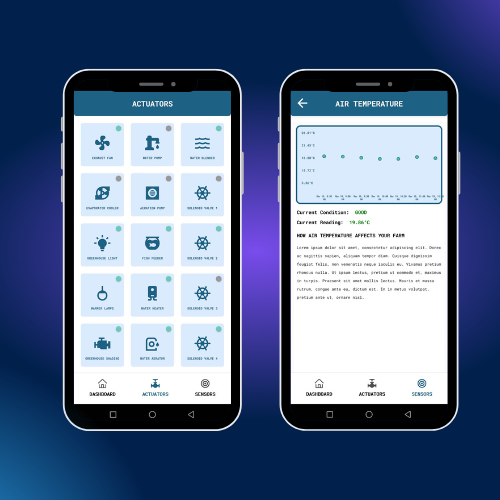 ACTUATORS
EXHAUST FAN
WATER PUMP
WATER BLENDER
EVAPORATOR COOLER
AERATION PUMP
SOLENOID VALVE 1
GREENHOUSE LIGHT
FISH FEEDER
SOLENOID VALVE 2
WARMER LAMPS
WATER HEATER
SOLENOID VALVE 3
GREENHOUSE SHADING
WATER AERATOR
SOLENOID VALVE 4
DASHBOARD
ACTUATORS
SENSORS
AIR TEMPERATURE
Current Condition: GOOD
Current Reading: 19.86°C
HOW AIR TEMPERATURE AFFECTS YOUR FARM
Lorem ipsum dolor sit amet, consectetur adipiscing elit. Donec
ac sagittis sapien, aliquam tempor diam. Quisque dignissim
feugiat felis, non venenatis neque iaculis eu. Vivamus pretium
rhoncus nulla. Ut ipsum lectus, pretium ut commodo et, maximus
in turpis. Praesent sit amet mollis lectus. Mauris et massa
rutrum, congue ante eu, dictum est. In in metus volutpat,
pretium ante ut, ornare nisl.
DASHBOARD
ACTUATORS
SENSORS